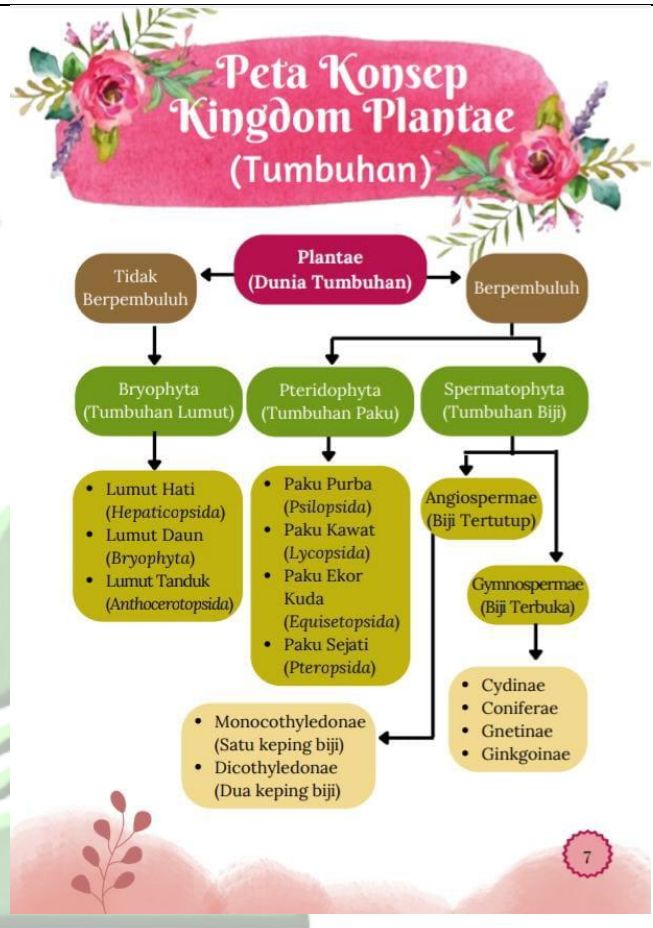 Peta Konsep
Kingdom Plantae
(Tumbuhan)
Plantae
(Dunia Tumbuhan)
Tidak
Berpembuluh
Berpembuluh
Bryophyta
(Tumbuhan Lumut)
Pteridophyta
(Tumbuhan Paku)
Spermatophyta
(Tumbuhan Biji)
• Lumut Hati
(Hepaticopsida)
• Lumut Daun
(Bryophyta)
• Lumut Tanduk
(Anthocerotopsida)
• Paku Purba
(Psilopsida)
• Paku Kawat
(Lycopsida)
• Paku Ekor
Kuda
(Equisetopsida)
• Paku Sejati
(Pteropsida)
Angiospermae
(Biji Tertutup)
Gymnospermae
(Biji Terbuka)
• Monocothyledonae
(Satu keping biji)
• Dicothyledonae
(Dua keping biji)
• Cydinae
• Coniferae
• Gnetinae
• Ginkgoinae
7